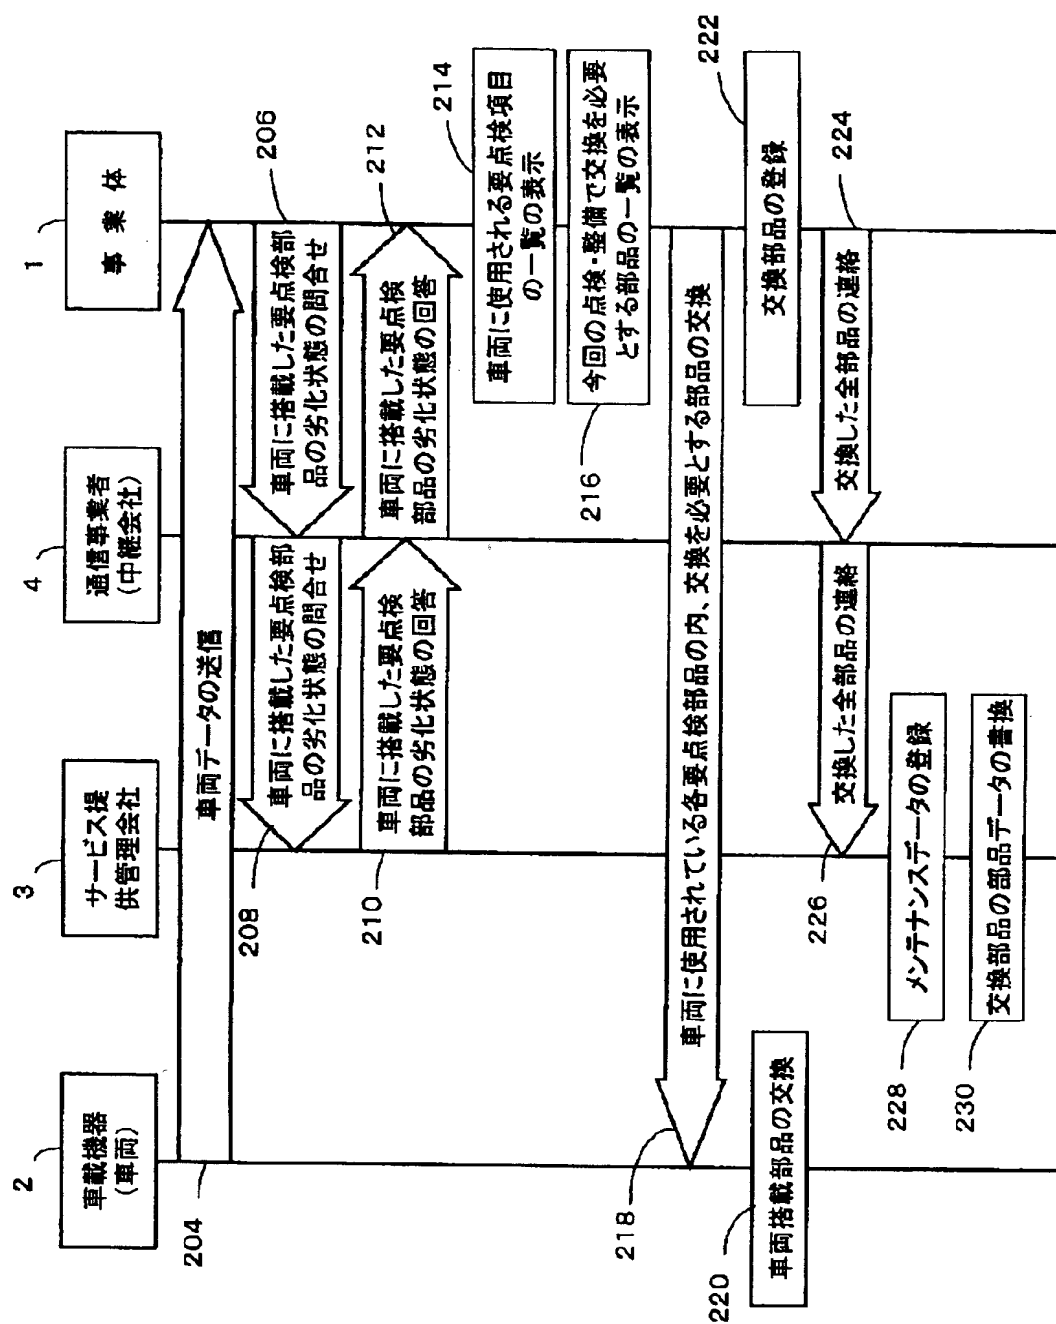 2
車載機器
(車両)
3
サービス提
供管理会社
4
通信事業者
(中継会社)
1
事業体
204
車両データの送信
206
車両に搭載した要点検部
品の劣化状態の問合せ
208
車両に搭載した要点検部
品の劣化状態の問合せ
210
車両に搭載した要点検
部品の劣化状態の回答
212
車両に搭載した要点検
部品の劣化状態の回答
214
車両に使用される要点検項目
の一覧の表示
216
今回の点検・整備で交換を必要
とする部品の一覧の表示
218
車両に使用されている各要点検部品の内、交換を必要とする部品の交換
220
車両搭載部品の交換
222
交換部品の登録
224
交換した全部品の連絡
226
交換した全部品の連絡
228
メンテナンスデータの登録
230
交換部品の部品データの書換